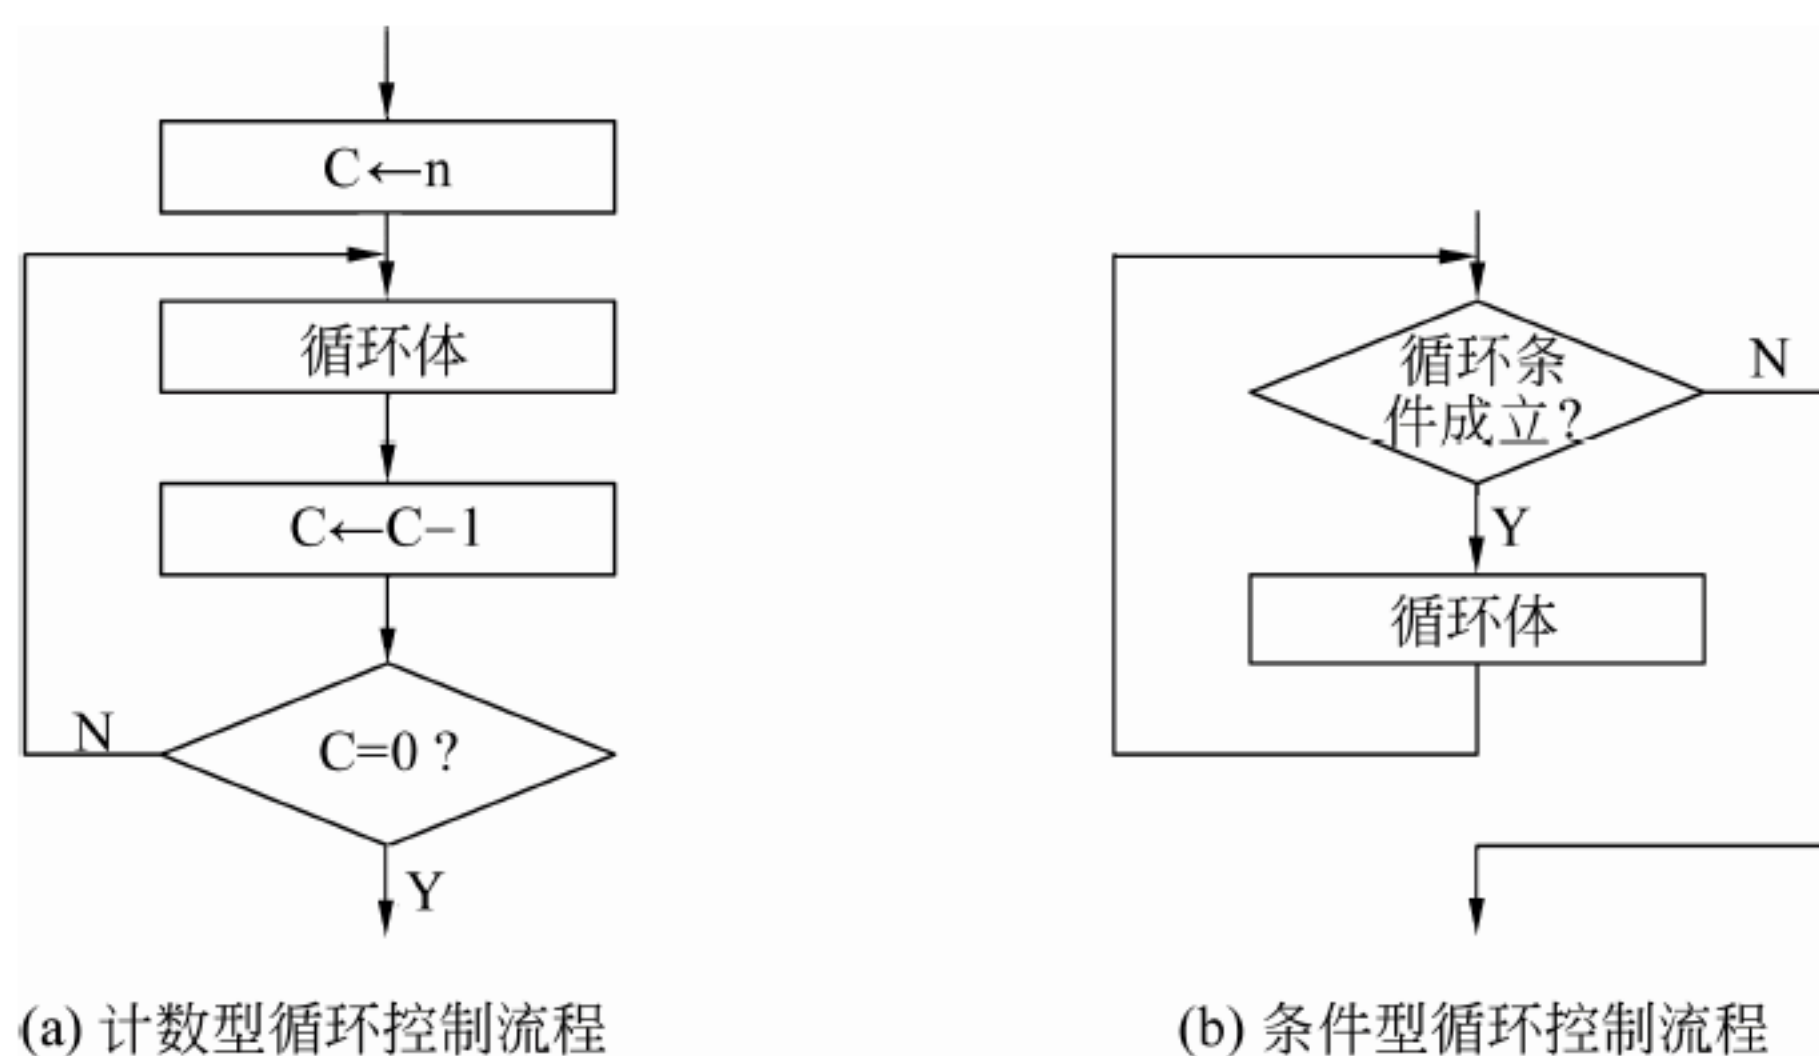 C←n
循环体
C←C−1
C=0？
N
Y
(a) 计数型循环控制流程
循环条
件成立？
N
Y
循环体
(b) 条件型循环控制流程